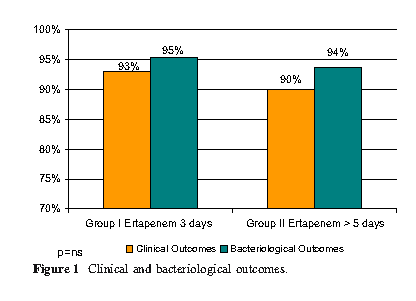 100%
95%
90%
85%
80%
75%
70%
93%
95%
90%
94%
Group I Ertapenem 3 days
Group II Ertapenem > 5 days
p=ns
Clinical Outcomes
Bacteriological Outcomes
Figure 1 Clinical and bacteriological outcomes.